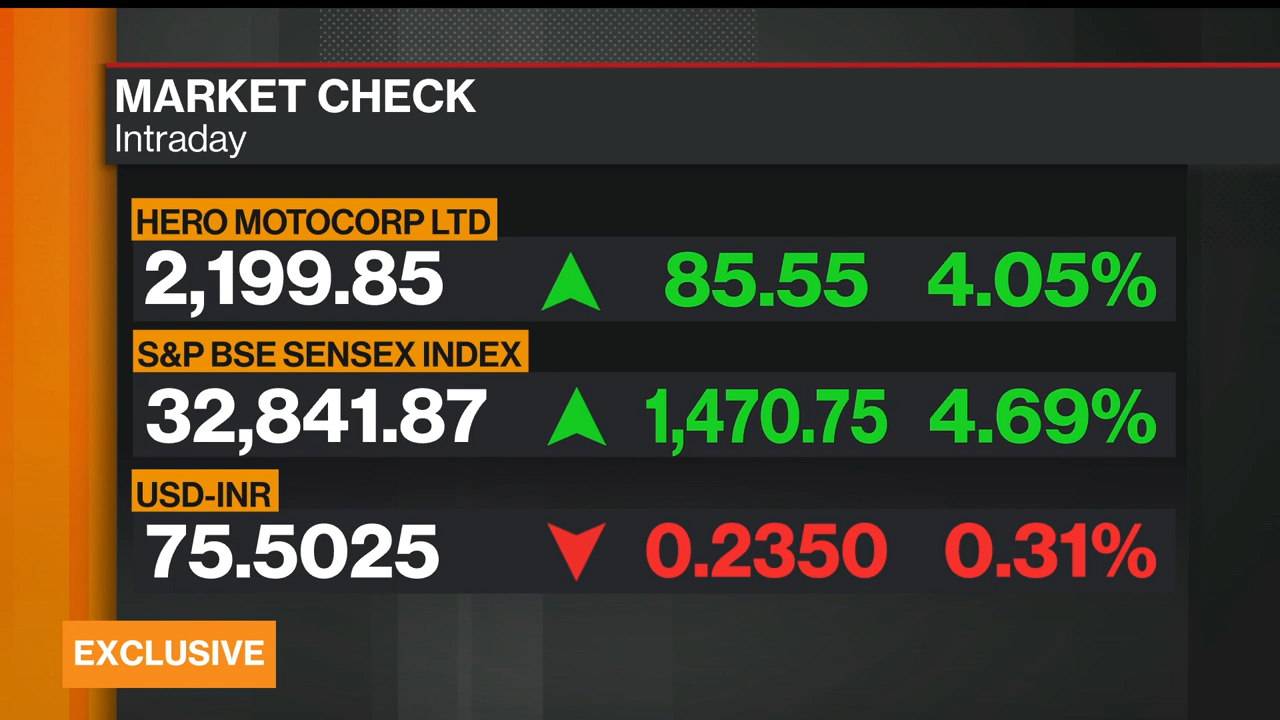 MARKET CHECK
Intraday
HERO MOTOCORP LTD
2,199.85 85.55 4.05%
S&P BSE SENSEX INDEX
32,841.87 1,470.75 4.69%
USD-INR
75.5025 0.2350 0.31%
EXCLUSIVE